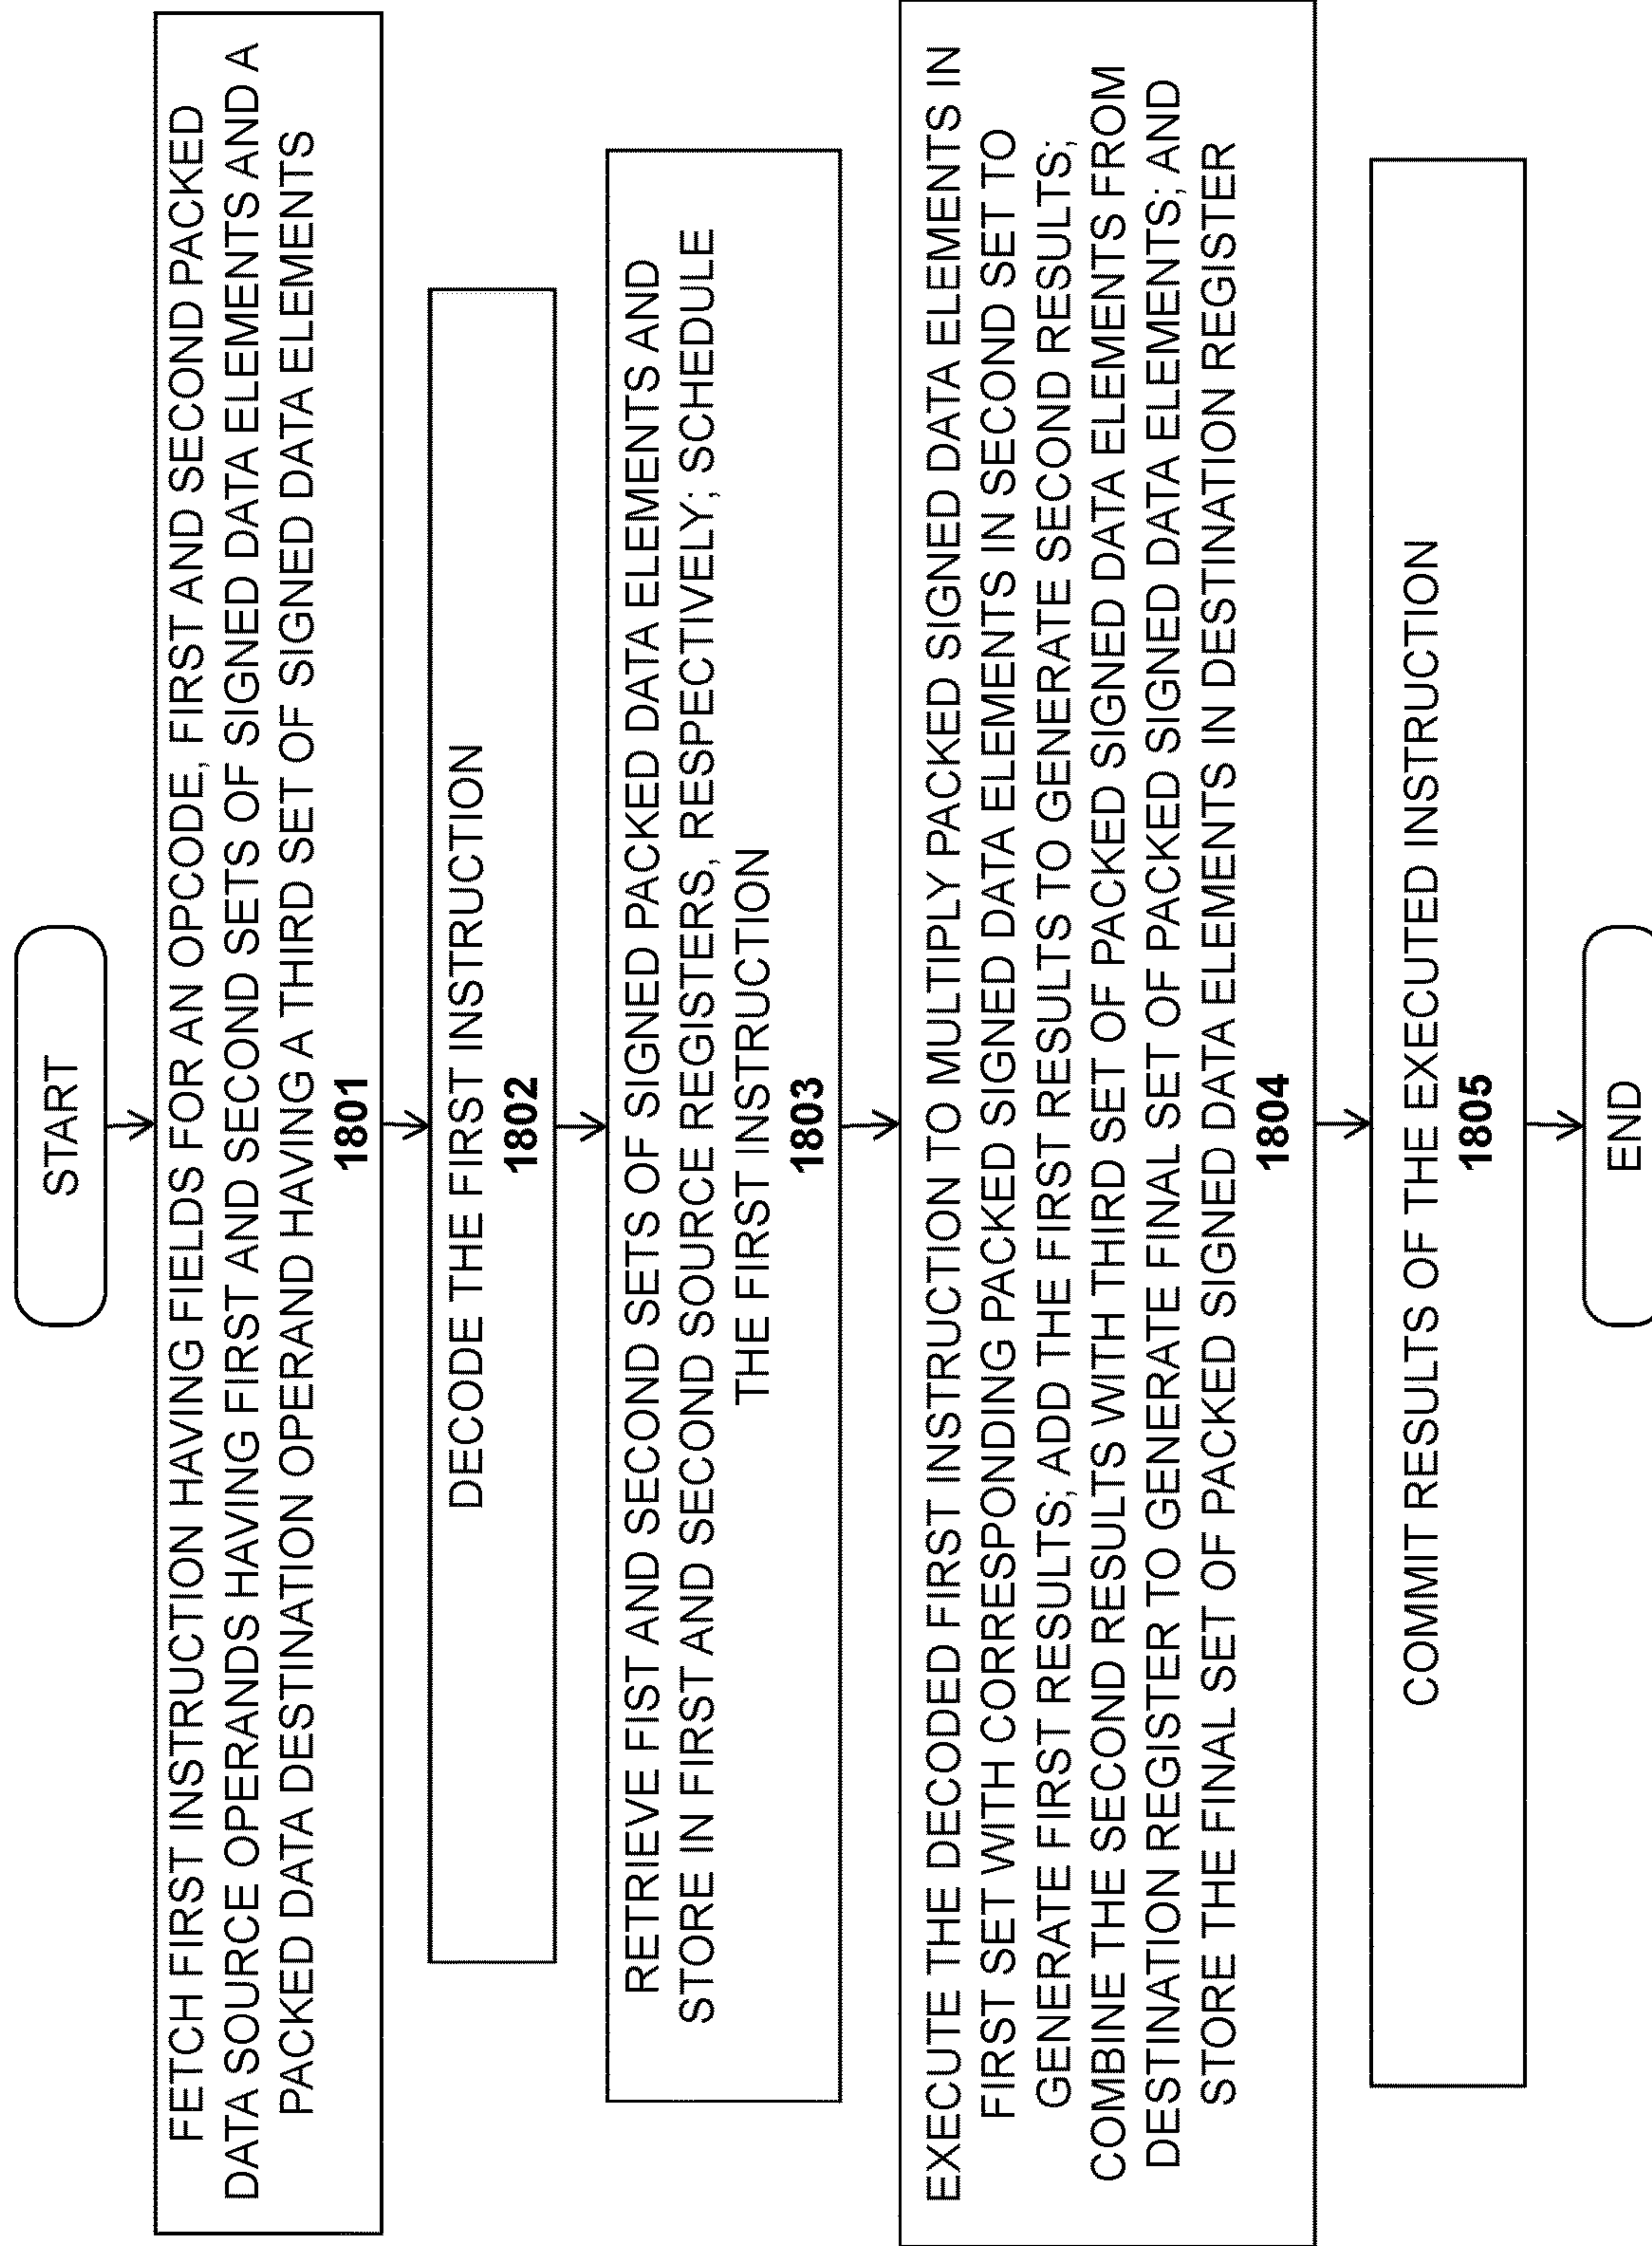 START
FETCH FIRST INSTRUCTION HAVING FIELDS FOR AN OPCODE, FIRST AND SECOND PACKED
DATA SOURCE OPERANDS HAVING FIRST AND SECOND SETS OF SIGNED DATA ELEMENTS AND A
PACKED DATA DESTINATION OPERAND HAVING A THIRD SET OF SIGNED DATA ELEMENTS
1801
DECODE THE FIRST INSTRUCTION
1802
RETRIEVE FIST AND SECOND SETS OF SIGNED PACKED DATA ELEMENTS AND
STORE IN FIRST AND SECOND SOURCE REGISTERS, RESPECTIVELY; SCHEDULE
THE FIRST INSTRUCTION
1803
EXECUTE THE DECODED FIRST INSTRUCTION TO MULTIPLY PACKED SIGNED DATA ELEMENTS IN
FIRST SET WITH CORRESPONDING PACKED SIGNED DATA ELEMENTS IN SECOND SET TO
GENERATE FIRST RESULTS; ADD THE FIRST RESULTS TO GENERATE SECOND RESULTS;
COMBINE THE SECOND RESULTS WITH THIRD SET OF PACKED SIGNED DATA ELEMENTS FROM
DESTINATION REGISTER TO GENERATE FINAL SET OF PACKED SIGNED DATA ELEMENTS; AND
STORE THE FINAL SET OF PACKED SIGNED DATA ELEMENTS IN DESTINATION REGISTER
1804
COMMIT RESULTS OF THE EXECUTED INSTRUCTION
1805
END